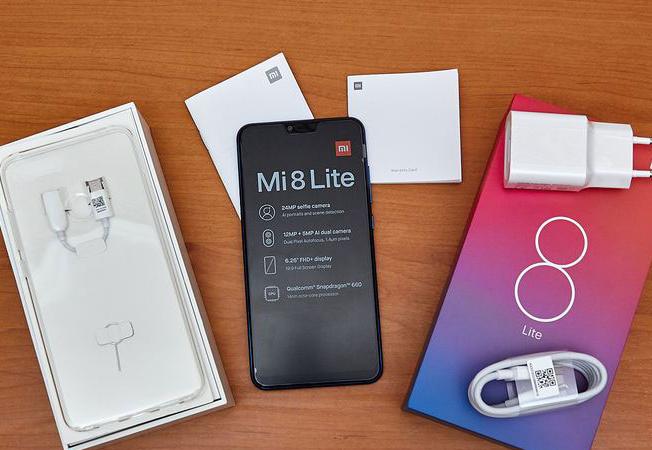 mi
mi
mi
Warranty Card
Mi 8 Lite
24MP selfie camera
AI portraits and scene detection
12MP + 5MP AI dual camera
Dual Pixel Autofocus, 1.4μm pixels
6.26" FHD+ display
19:9 Full Screen Display
CPU
Qualcomm® Snapdragon™ 660
14nm octa-core processor
8
Lite